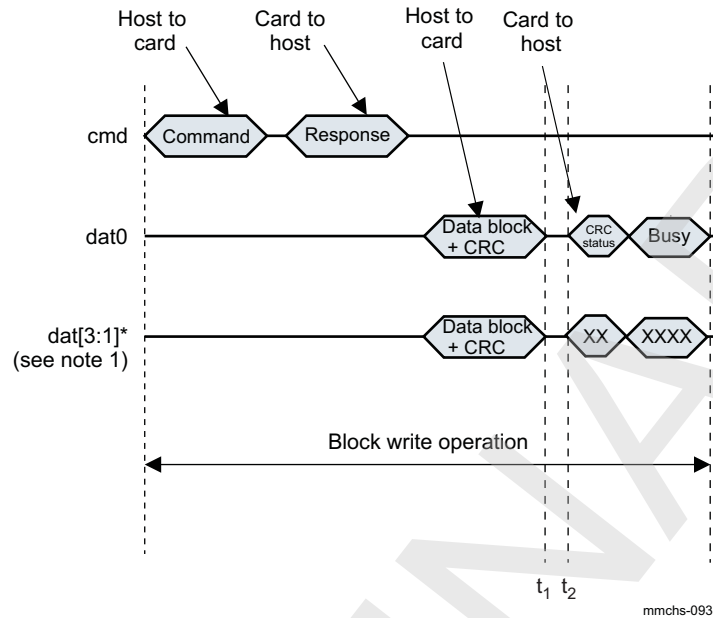 Host to
card
Card to
host
Host to
card
Card to
host
cmd
Command
Response
dat0
Data block
+ CRC
CRC
status
Busy
dat[3:1]*
(see note 1)
Data block
+ CRC
XX
XXXX
Block write operation
t1 t2
mmchs-093